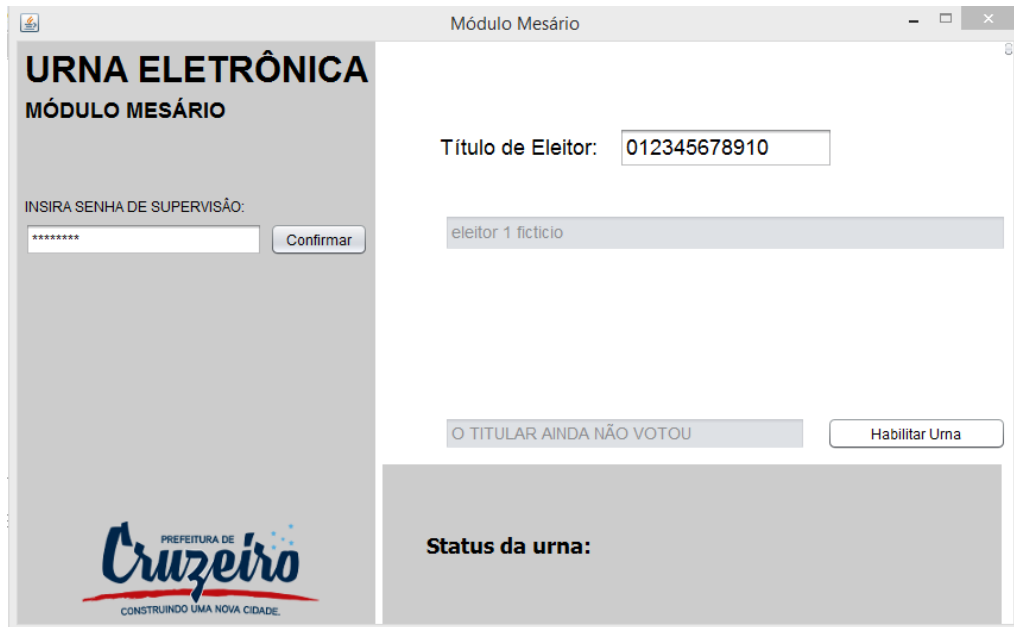 Módulo Mesário
URNA ELETRÔNICA
MÓDULO MESÁRIO
INSIRA SENHA DE SUPERVISÂO:
********
Confirmar
PREFEITURA DE
Cruzeiro
CONSTRUINDO UMA NOVA CIDADE.
Título de Eleitor: 012345678910
eleitor 1 ficticio
O TITULAR AINDA NÃO VOTOU
Habilitar Urna
Status da urna: